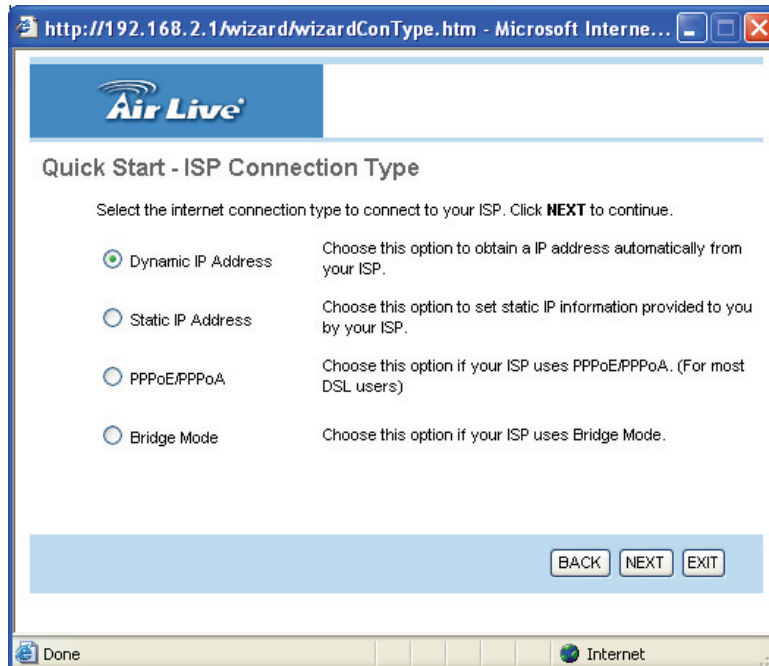 http://192.168.2.1/wizard/wizardConType.htm - Microsoft Interne...
Air Live
Quick Start - ISP Connection Type
Select the internet connection type to connect to your ISP. Click NEXT to continue.
Dynamic IP Address
Choose this option to obtain a IP address automatically from
your ISP.
Static IP Address
Choose this option to set static IP information provided to you
by your ISP.
PPPoE/PPPoA
Choose this option if your ISP uses PPPoE/PPPoA. (For most
DSL users)
Bridge Mode
Choose this option if your ISP uses Bridge Mode.
BACK NEXT EXIT
Done Internet